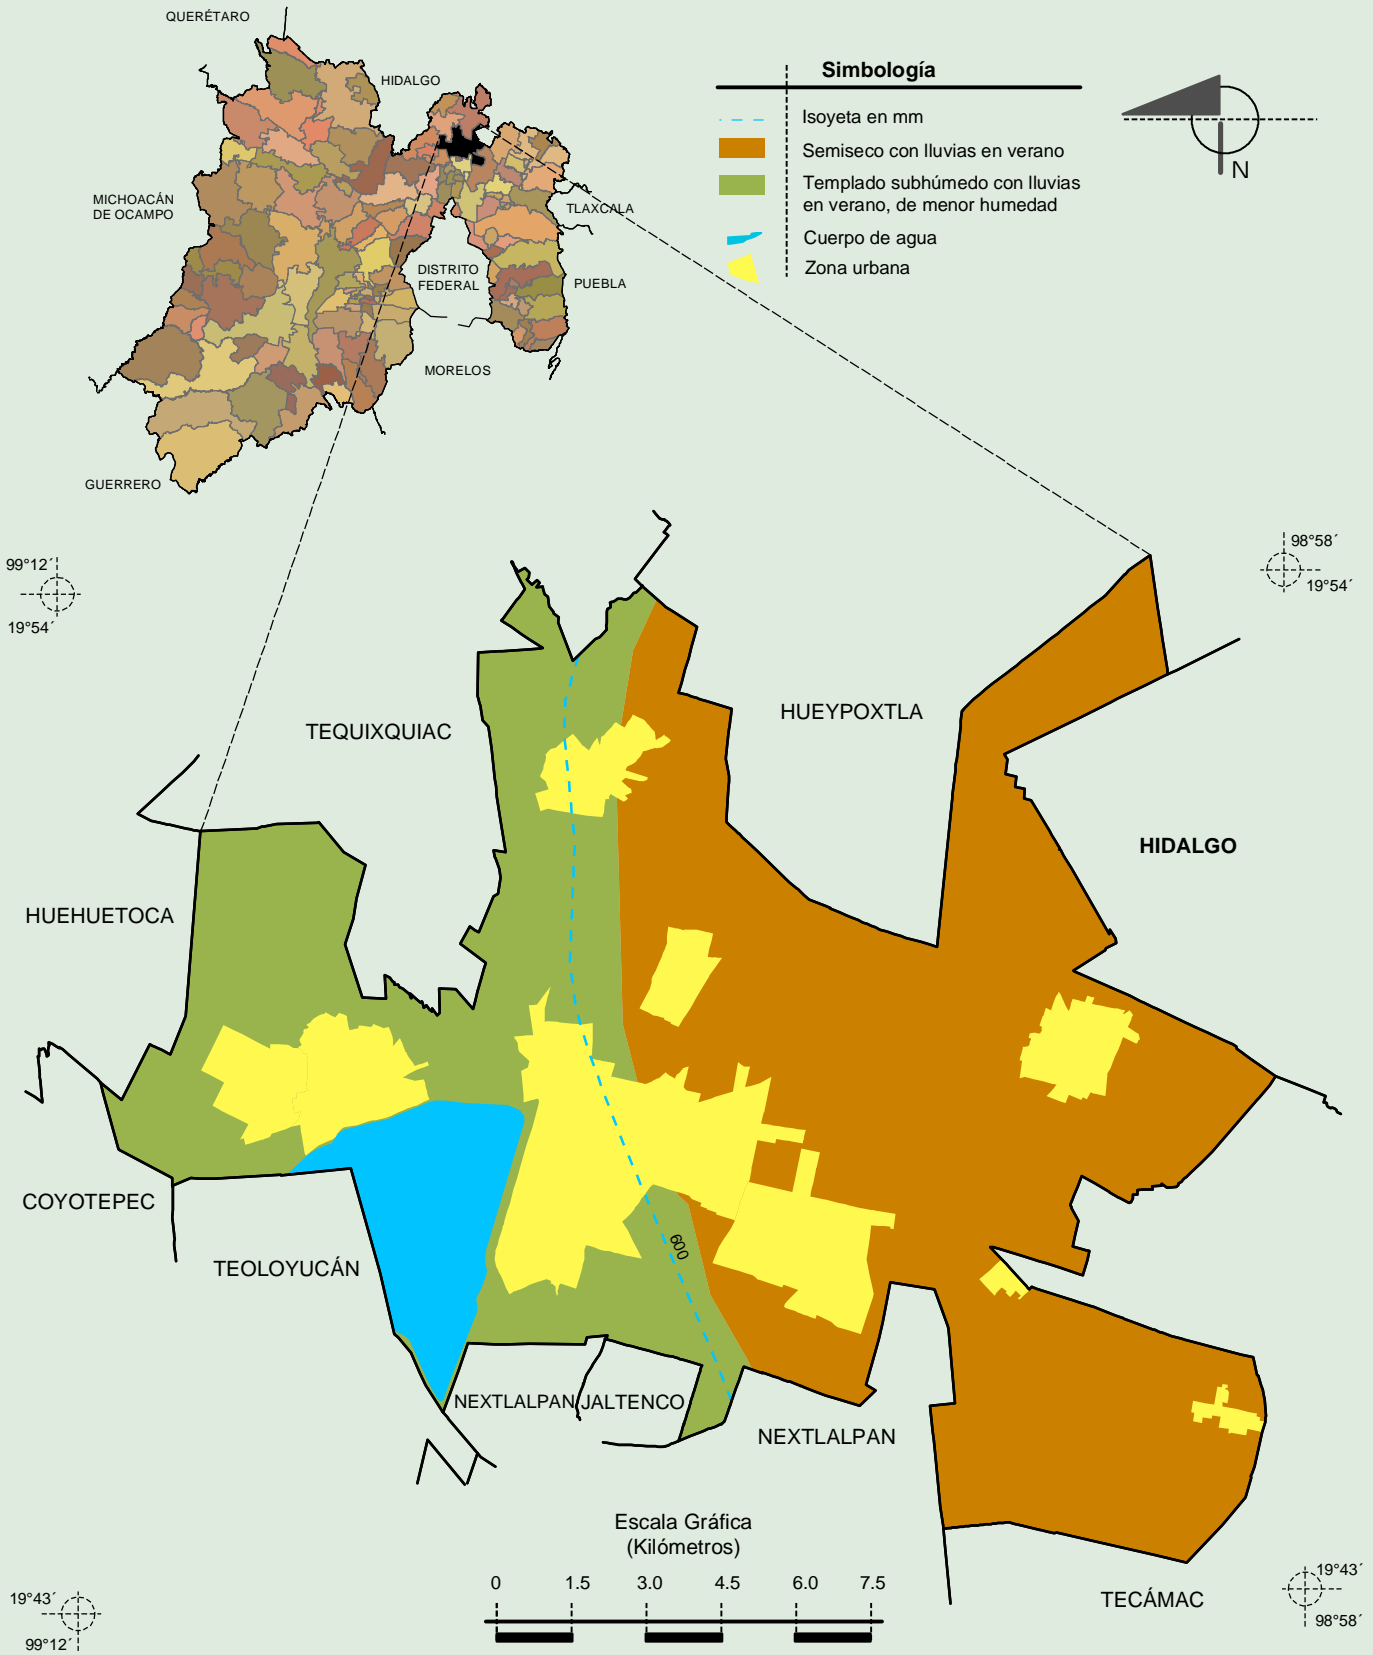 QUERÉTARO
HIDALGO
MICHOACÁN
DE OCAMPO
TLAXCALA
DISTRITO
FEDERAL
PUEBLA
MORELOS
GUERRERO
Simbología
Isoyeta en mm
Semiseco con lluvias en verano
Templado subhúmedo con lluvias
en verano, de menor humedad
Cuerpo de agua
Zona urbana
N
99°12´
19°54´
98°58´
19°54´
TEQUIXQUIAC
HUEYPOXTLA
HIDALGO
HUEHUETOCA
COYOTEPEC
TEOLOYUCÁN
600
NEXTLALPAN
JALTENCO
NEXTLALPAN
TECÁMAC
Escala Gráfica
(Kilómetros)
0 1.5 3.0 4.5 6.0 7.5
19°43´
99°12´
19°43´
98°58´